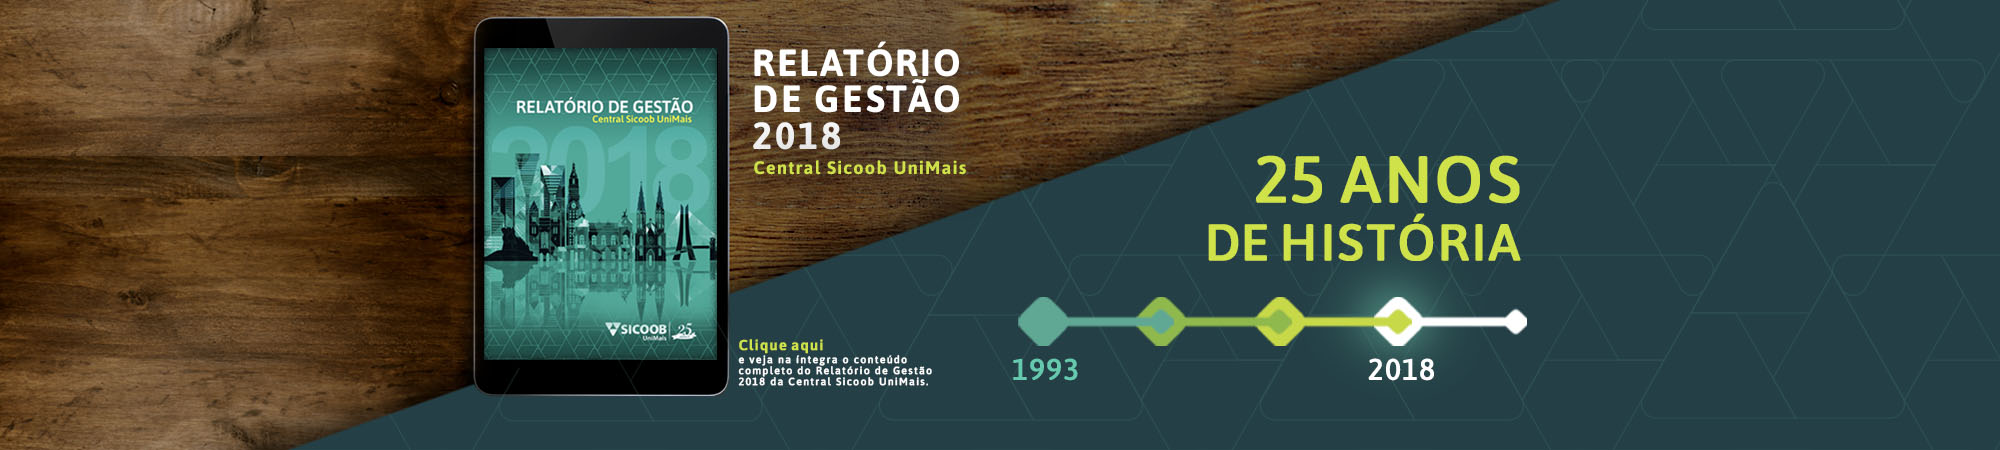 2018
RELATÓRIO DE GESTÃO
Central Sicoob UniMais
SICOOB
UniMais
25
RELATÓRIO
DE GESTÃO
2018
Central Sicoob UniMais
Clique aqui
e veja na íntegra o conteúdo
completo do Relatório de Gestão
2018 da Central Sicoob UniMais.
25 ANOS
DE HISTÓRIA
1993
2018